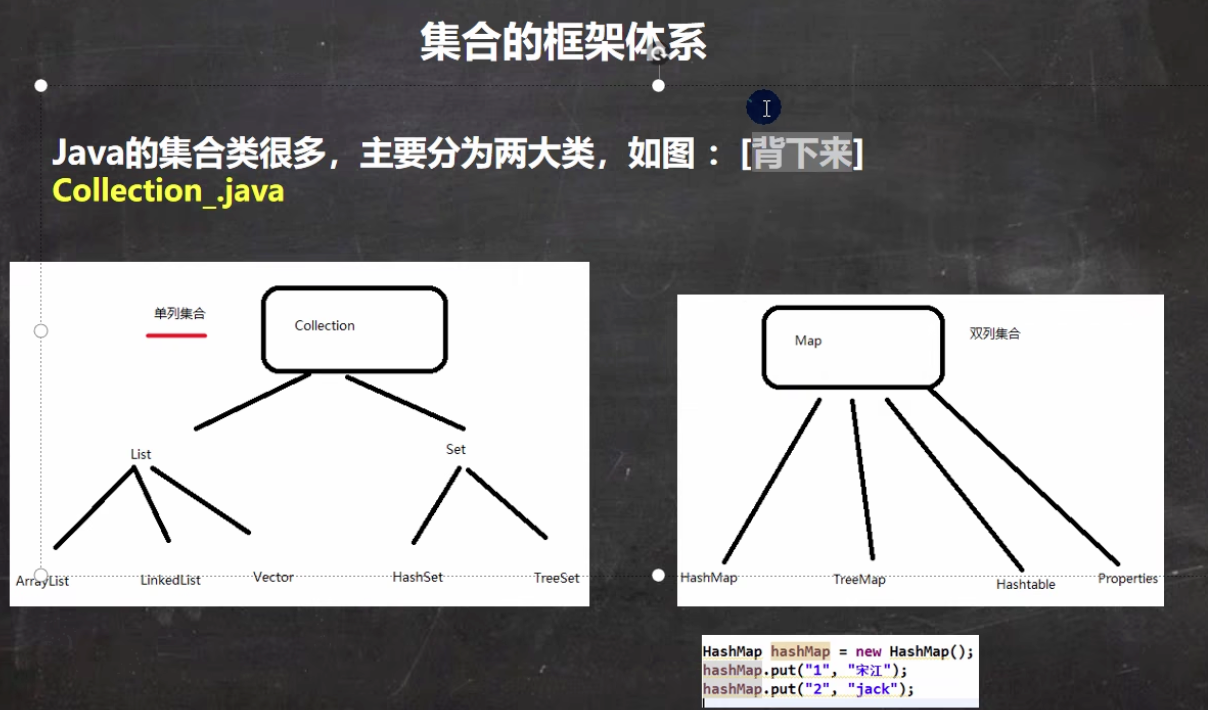 集合的框架体系
Java的集合类很多，主要分为两大类，如图 ：[背下来]
Collection_.java
单列集合
Collection
List
Set
ArrayList
LinkedList
Vector
HashSet
TreeSet
Map
双列集合
HashMap
TreeMap
Hashtable
Properties
HashMap hashMap = new HashMap();
hashMap.put("1", "宋江");
hashMap.put("2", "jack");